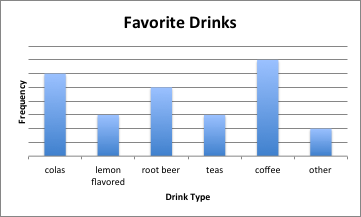 Favorite Drinks
Frequency
colas
lemon
flavored
root beer
teas
coffee
other
Drink Type